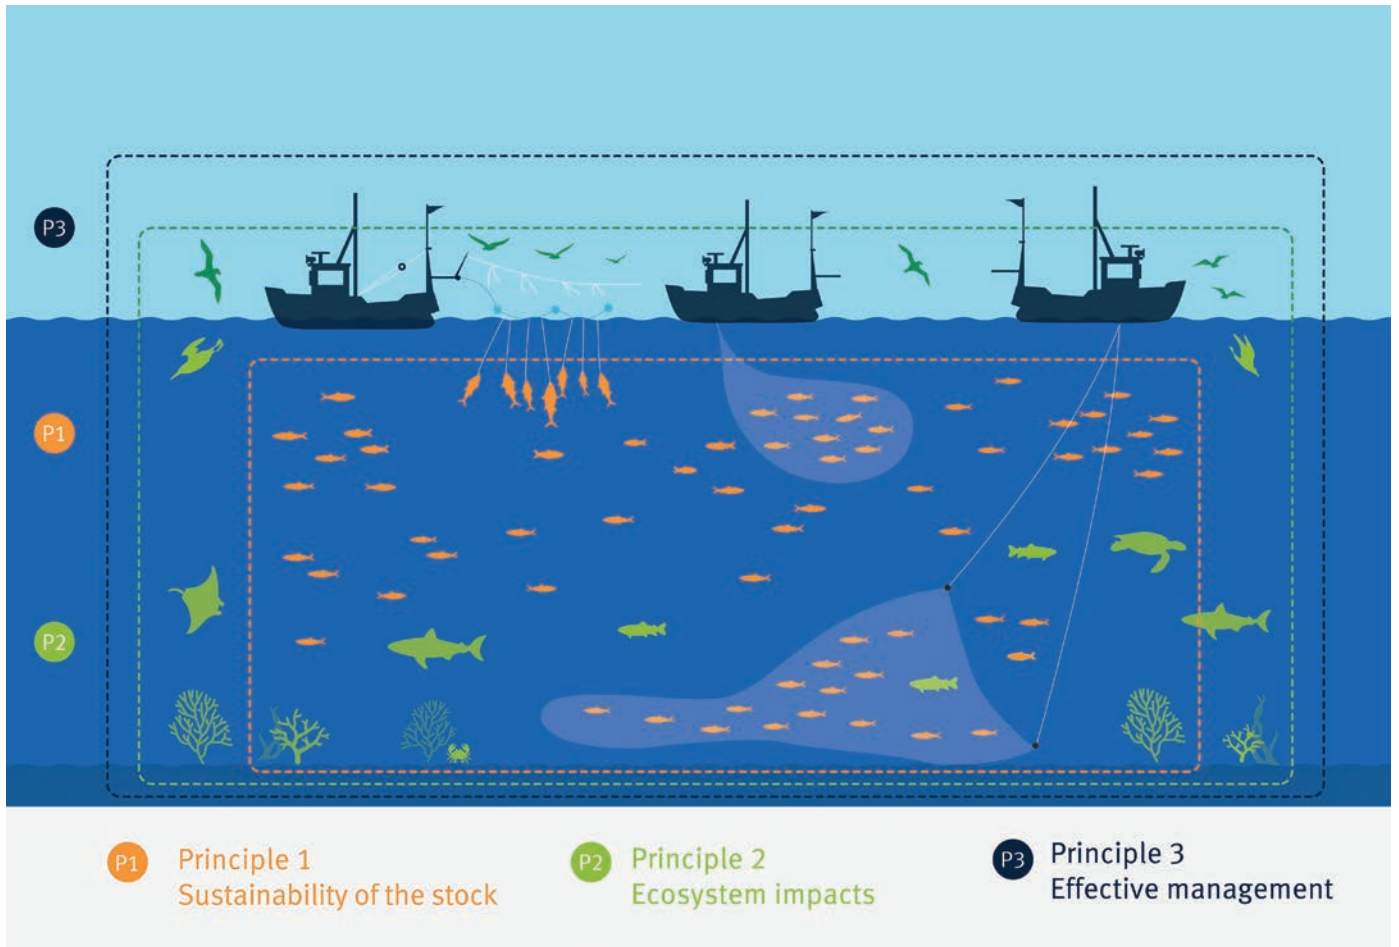 P3
P1
P2
P1 Principle 1
Sustainability of the stock
P2 Principle 2
Ecosystem impacts
P3 Principle 3
Effective management